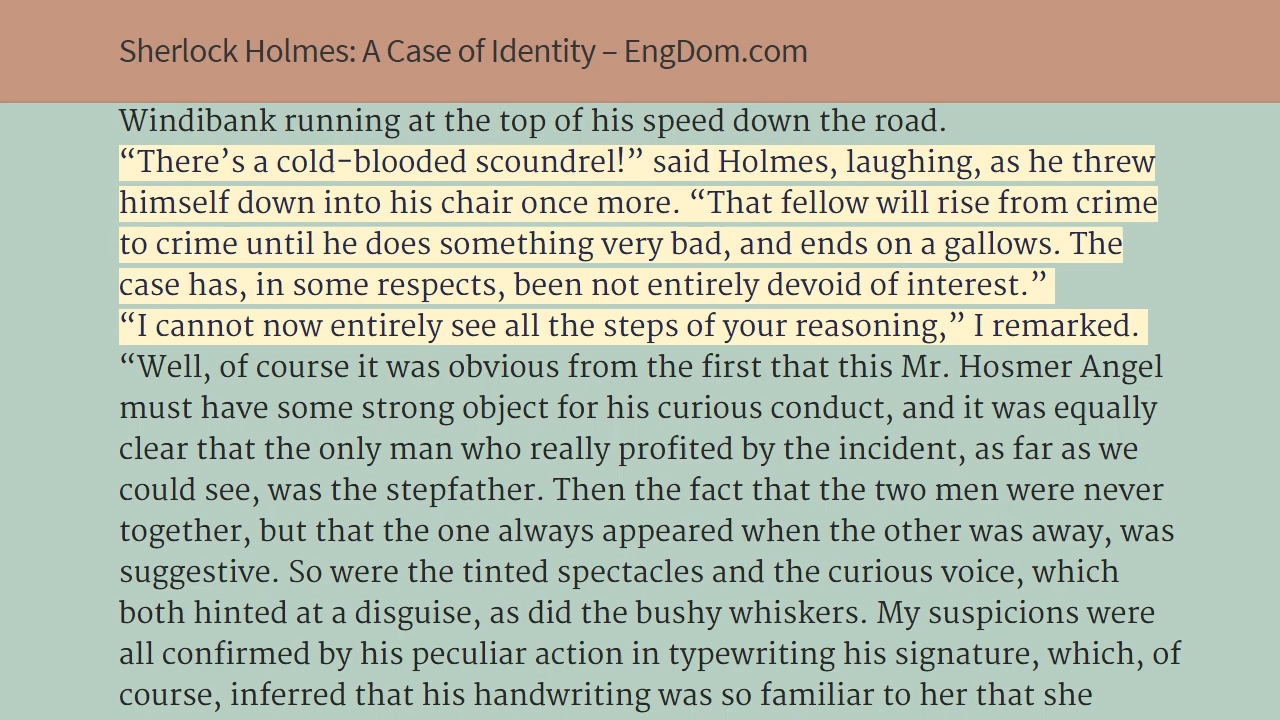 Sherlock Holmes: A Case of Identity – EngDom.com
Windibank running at the top of his speed down the road.
“There’s a cold-blooded scoundrel!” said Holmes, laughing, as he threw
himself down into his chair once more. “That fellow will rise from crime
to crime until he does something very bad, and ends on a gallows. The
case has, in some respects, been not entirely devoid of interest.”
“I cannot now entirely see all the steps of your reasoning,” I remarked.
“Well, of course it was obvious from the first that this Mr. Hosmer Angel
must have some strong object for his curious conduct, and it was equally
clear that the only man who really profited by the incident, as far as we
could see, was the stepfather. Then the fact that the two men were never
together, but that the one always appeared when the other was away, was
suggestive. So were the tinted spectacles and the curious voice, which
both hinted at a disguise, as did the bushy whiskers. My suspicions were
all confirmed by his peculiar action in typewriting his signature, which, of
course, inferred that his handwriting was so familiar to her that she